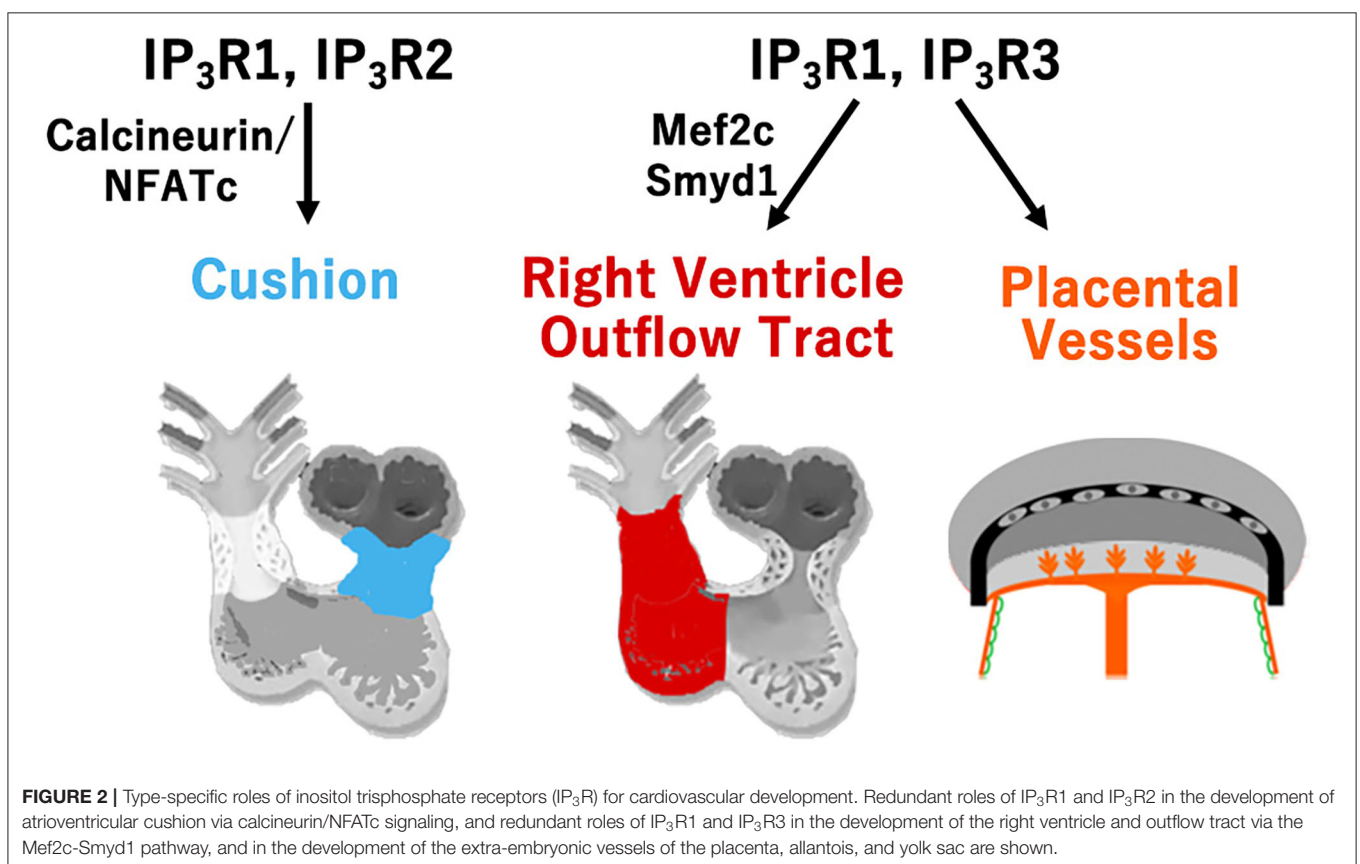 IP₃R1, IP₃R2
Calcineurin/
NFATc
Cushion
IP₃R1, IP₃R3
Mef2c
Smyd1
Right Ventricle
Outflow Tract
Placental
Vessels
FIGURE 2 | Type-specific roles of inositol trisphosphate receptors (IP₃R) for cardiovascular development. Redundant roles of IP₃R1 and IP₃R2 in the development of
atrioventricular cushion via calcineurin/NFATc signaling, and redundant roles of IP₃R1 and IP₃R3 in the development of the right ventricle and outflow tract via the
Mef2c-Smyd1 pathway, and in the development of the extra-embryonic vessels of the placenta, allantois, and yolk sac are shown.